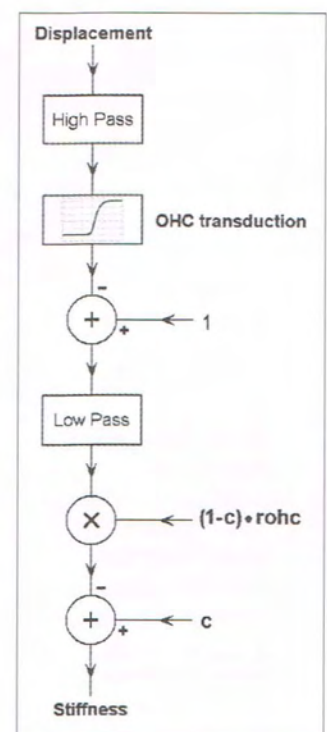 Displacement
High Pass
OHC transduction
-
+ + 1
Low Pass
× (1-c)•rohc
-
+ + c
Stiffness